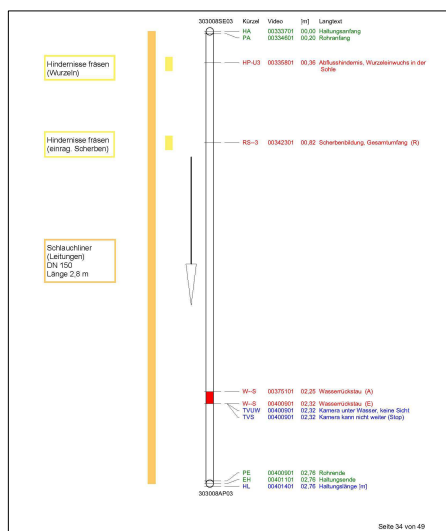 303008SE03 Kürzel Video [m] Langtext
HA 00333701 00,00 Haltungsanfang
PA 00334601 00,20 Rohranfang
Hindernisse fräsen
(Wurzeln)
HP-U3 00335801 00,36 Abflusshindernis, Wurzeleinwuchs in der
Sohle
Hindernisse fräsen
(einrag. Scherben)
RS--3 00342301 00,82 Scherbenbildung, Gesamtumfang (R)
Schlauchliner
(Leitungen)
DN 150
Länge 2,8 m
W--S 00375101 02,25 Wasserrückstau (A)
W--S 00400901 02,32 Wasserrückstau (E)
TVUW 00400901 02,32 Kamera unter Wasser, keine Sicht
TVS 00400901 02,32 Kamera kann nicht weiter (Stop)
PE 00400901 02,76 Rohrende
EH 00401101 02,76 Haltungsende
HL 00401401 02,76 Haltungslänge [m]
303008AP03
Seite 34 von 49